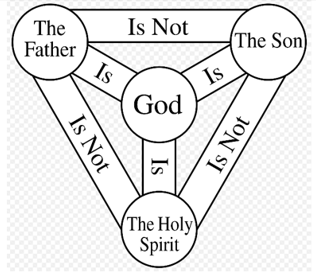 The
Father
Is Not
The Son
Is
Is
God
Is Not
Is
Is Not
The Holy
Spirit